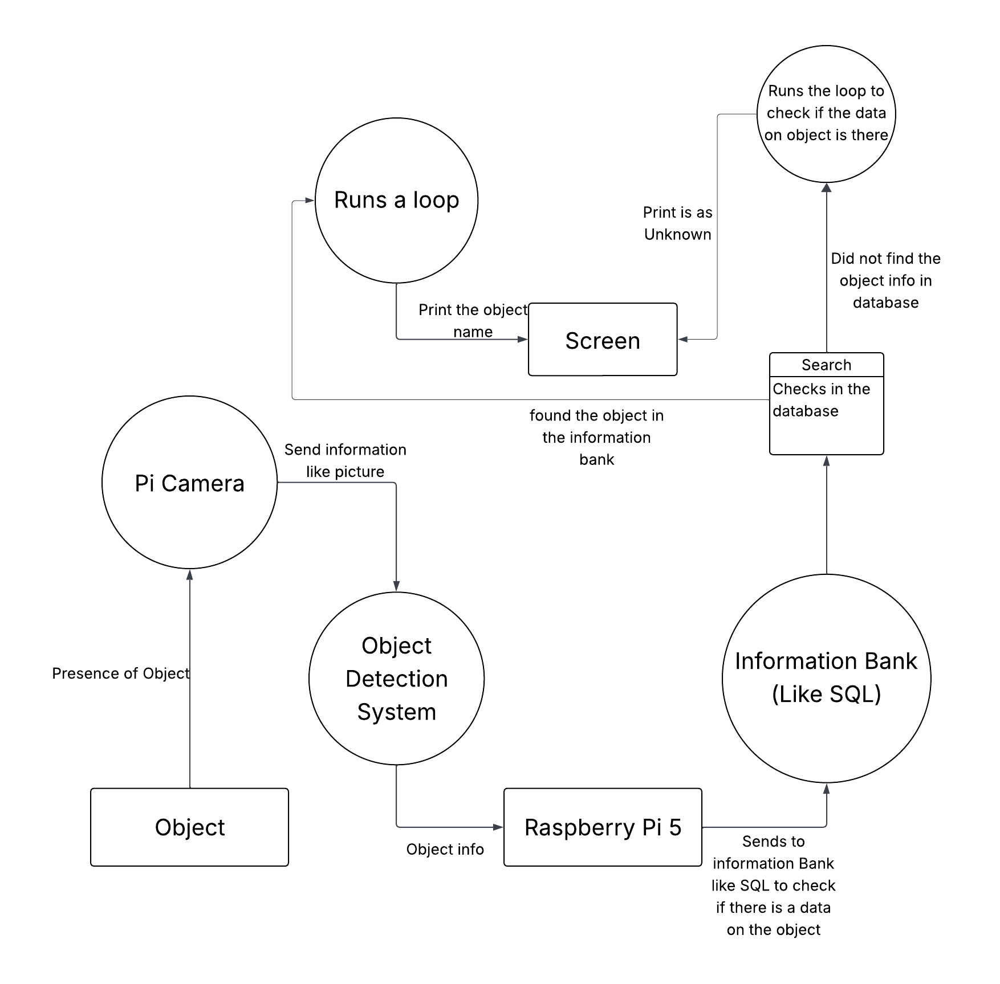 Runs the loop to
check if the data
on object is there
Runs a loop
Print is as
Unknown
Did not find the
object info in
database
Print the object
name
Screen
Search
Checks in the
database
found the object in
the information
bank
Send information
like picture
Pi Camera
Object
Detection
System
Information Bank
(Like SQL)
Presence of Object
Object
Raspberry Pi 5
Object info
Sends to
information Bank
like SQL to check
if there is a data
on the object